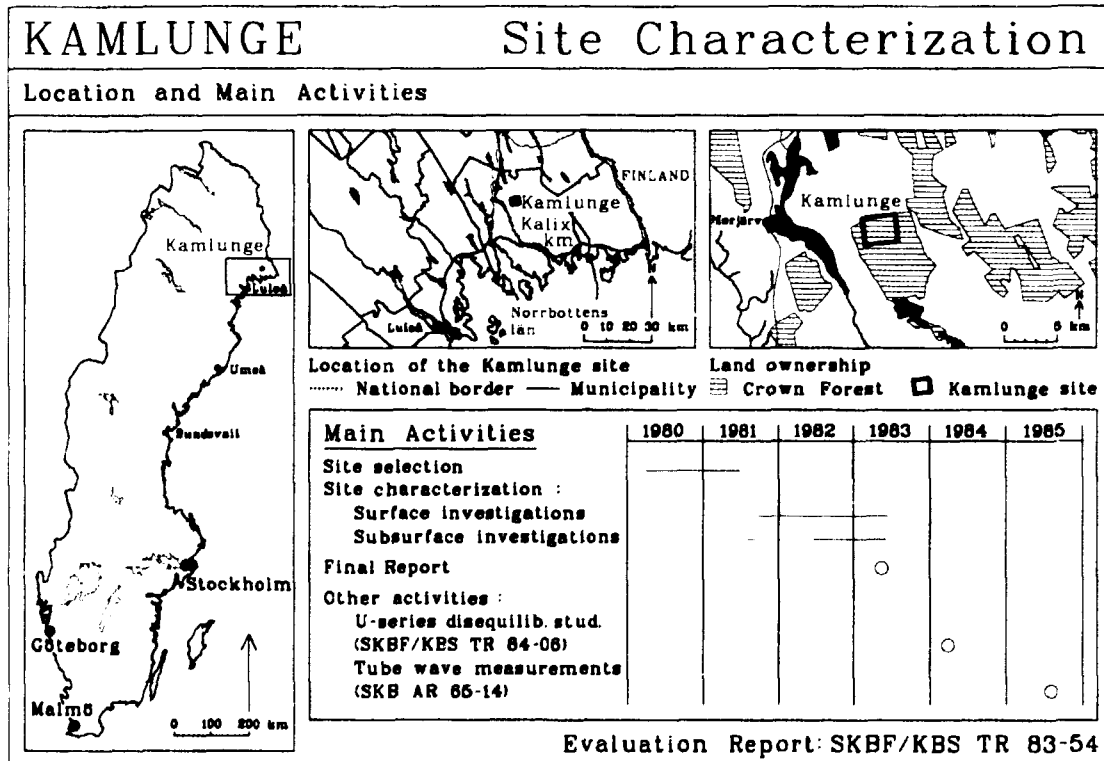 KAMLUNGE Site Characterization
Location and Main Activities
Kamlunge
Luleå
Umeå
Sundsvall
Stockholm
Göteborg
Malmö
0 100 200 km
FINLAND
Kamlunge
Kalix
km
N
Norrbottens
län
Luleå
0 10 20 30 km
Location of the Kamlunge site
National border Municipality
Morjärv
Kamlunge
N
0 5 km
Land ownership
Crown Forest Kamlunge site
Main Activities 1980 1981 1982 1983 1984 1985
Site selection
Site characterization :
Surface investigations
Subsurface investigations
Final Report
Other activities :
U-series disequilib. stud.
(SKBF/KBS TR 84-06)
Tube wave measurements
(SKB AR 85-14)
Evaluation Report: SKBF/KBS TR 83-54